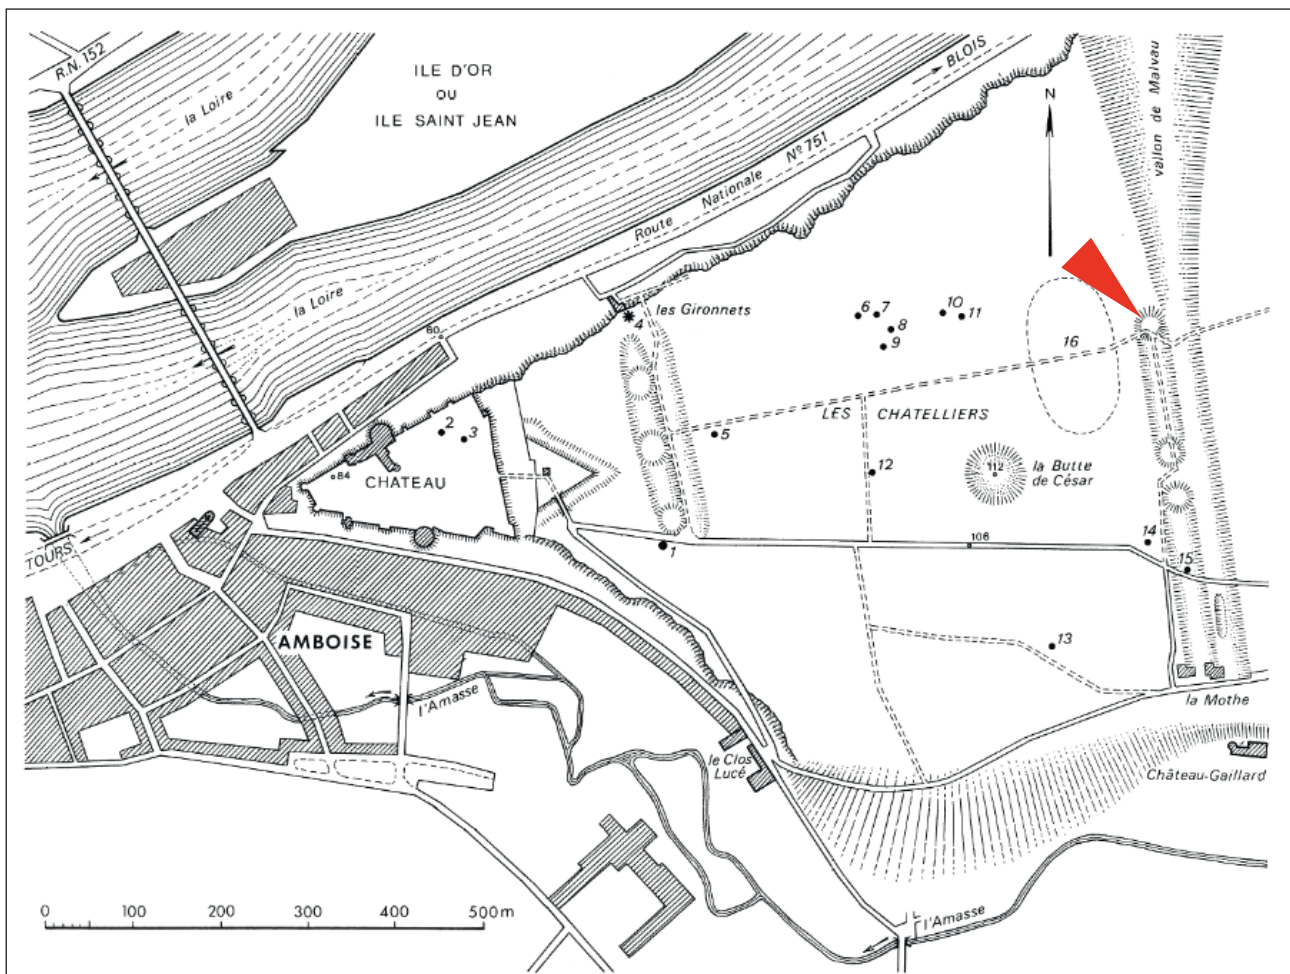 R.N. 152
la Loire
ILE D'OR
OU
ILE SAINT JEAN
BLOIS
Route Nationale Nº 751
N
vallon de Malvau
la Loire
60
les Gironnets
4
6 7
8
9
10
11
16
2
3
84
CHATEAU
5
LES CHATELLIERS
12
112
la Butte
de César
TOURS
1
106
14
15
AMBOISE
13
l'Amasse
la Mothe
le Clos
Lucé
Château-Gaillard
0 100 200 300 400 500 m
l'Amasse